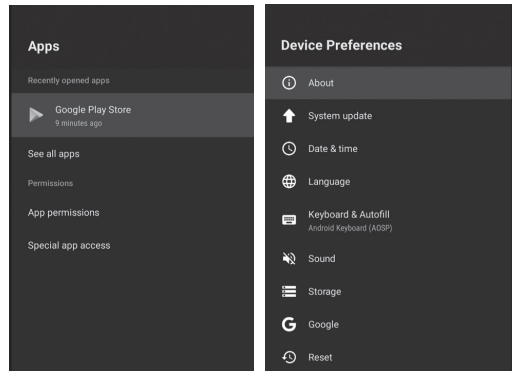 Apps
Recently opened apps
Google Play Store
9 minutes ago
See all apps
Permissions
App permissions
Special app access
Device Preferences
About
System update
Date & time
Language
Keyboard & Autofill
Android Keyboard (AOSP)
Sound
Storage
Google
Reset